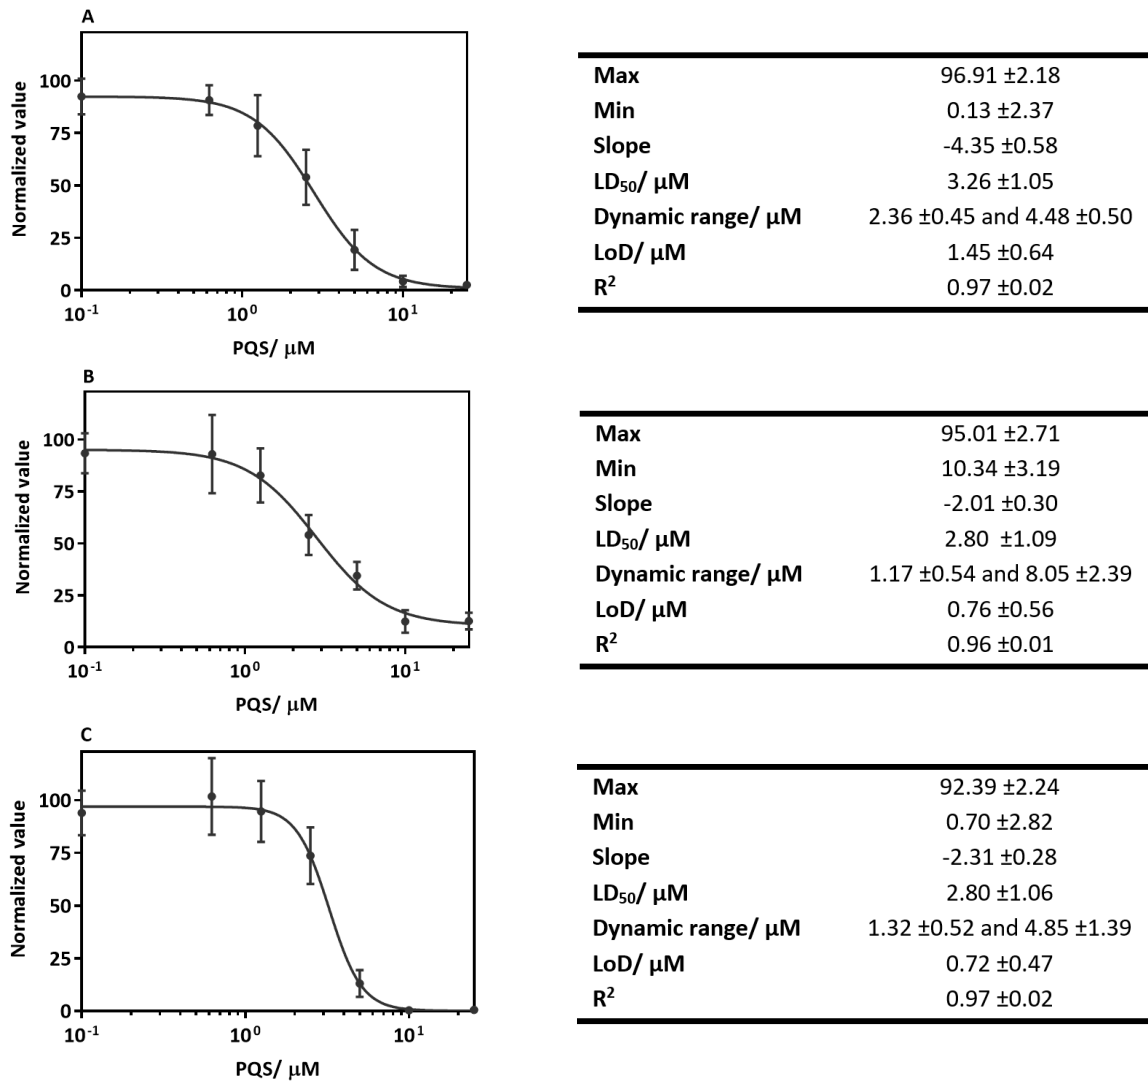 A
Normalized value
100
75
50
25
0
10⁻¹ 10⁰ 10¹
PQS/ μM
Max 96.91 ±2.18
Min 0.13 ±2.37
Slope -4.35 ±0.58
LD₅₀/ μM 3.26 ±1.05
Dynamic range/ μM 2.36 ±0.45 and 4.48 ±0.50
LoD/ μM 1.45 ±0.64
R² 0.97 ±0.02
B
Normalized value
100
75
50
25
0
10⁻¹ 10⁰ 10¹
PQS/ μM
Max 95.01 ±2.71
Min 10.34 ±3.19
Slope -2.01 ±0.30
LD₅₀/ μM 2.80 ±1.09
Dynamic range/ μM 1.17 ±0.54 and 8.05 ±2.39
LoD/ μM 0.76 ±0.56
R² 0.96 ±0.01
C
Normalized value
100
75
50
25
0
10⁻¹ 10⁰ 10¹
PQS/ μM
Max 92.39 ±2.24
Min 0.70 ±2.82
Slope -2.31 ±0.28
LD₅₀/ μM 2.80 ±1.06
Dynamic range/ μM 1.32 ±0.52 and 4.85 ±1.39
LoD/ μM 0.72 ±0.47
R² 0.97 ±0.02